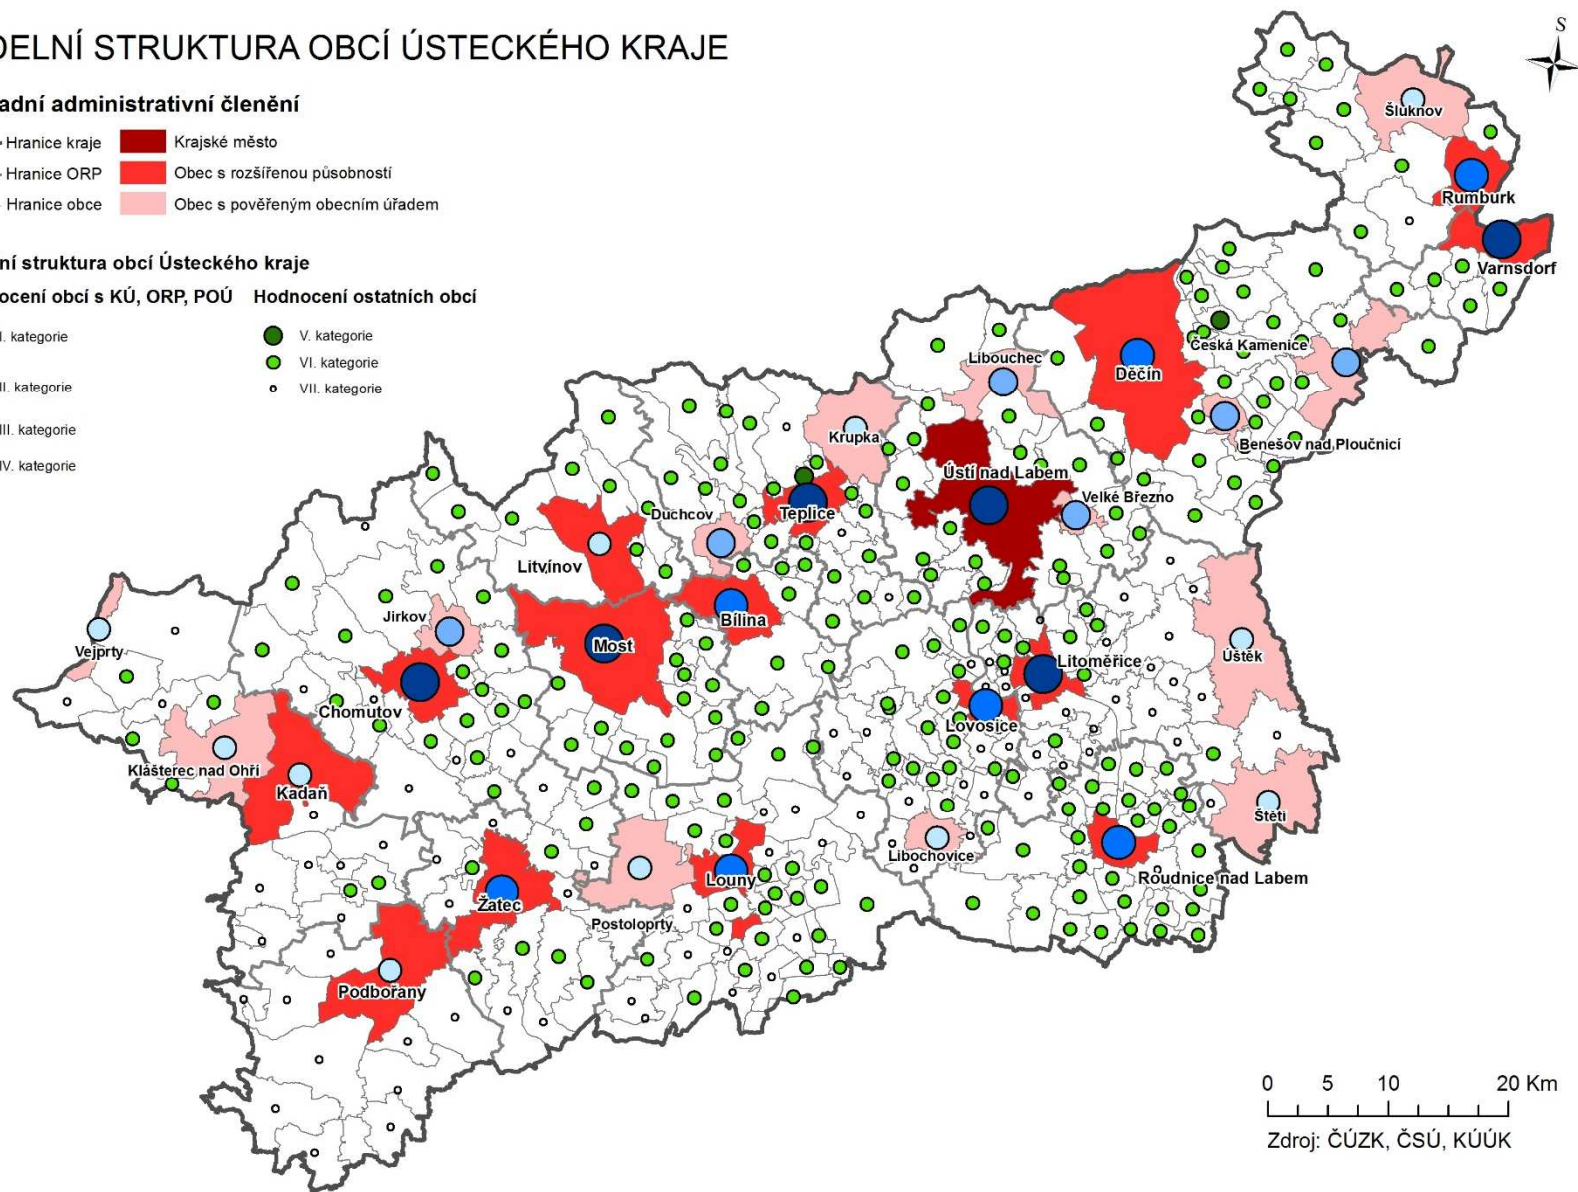 DELNÍ STRUKTURA OBCÍ ÚSTECKÉHO KRAJE
S
adní administrativní členění
Hranice kraje
Krajské město
Hranice ORP
Obec s rozšířenou působností
Hranice obce
Obec s pověřeným obecním úřadem
ní struktura obcí Ústeckého kraje
ocení obcí s KÚ, ORP, POÚ
Hodnocení ostatních obcí
I. kategorie
V. kategorie
VI. kategorie
II. kategorie
VII. kategorie
III. kategorie
IV. kategorie
Šluknov
Rumburk
Varnsdorf
Česká Kamenice
Libouchec
Děčín
Krupka
Benešov nad Ploučnicí
Ústí nad Labem
Velké Březno
Duchcov
Teplice
Litvínov
Jirkov
Bílina
Most
Vejprty
Úštěk
Litoměřice
Chomutov
Lovosice
Klášterec nad Ohří
Kadaň
Štětí
Libochovice
Roudnice nad Labem
Louny
Žatec
Postoloprty
Podbořany
0 5 10 20 Km
Zdroj: ČÚZK, ČSÚ, KÚÚK